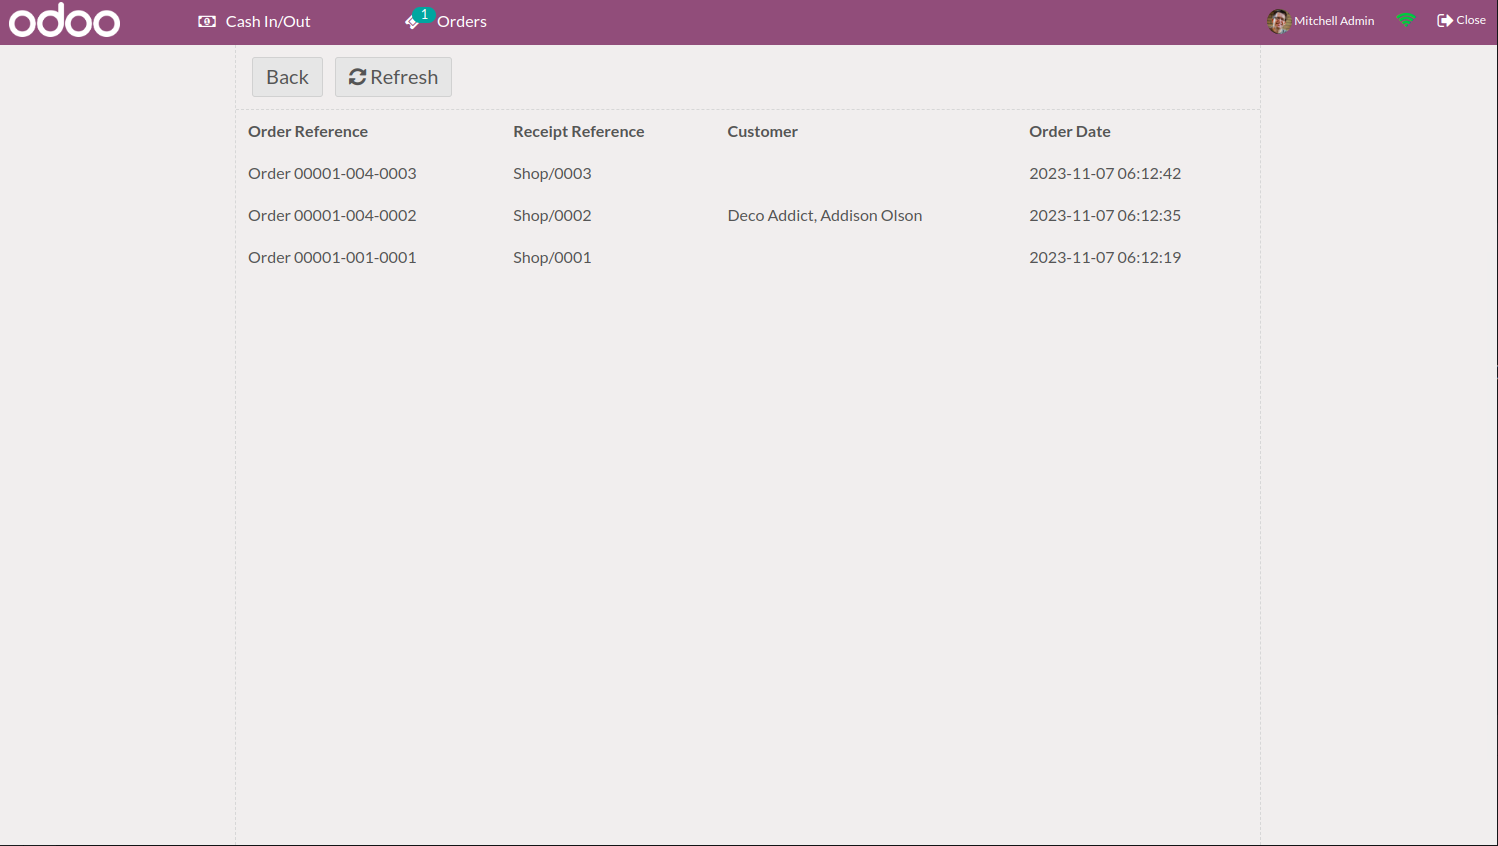 odoo Cash In/Out 1 Orders Mitchell Admin Close
Back Refresh
Order Reference Receipt Reference Customer Order Date
Order 00001-004-0003 Shop/0003 2023-11-07 06:12:42
Order 00001-004-0002 Shop/0002 Deco Addict, Addison Olson 2023-11-07 06:12:35
Order 00001-001-0001 Shop/0001 2023-11-07 06:12:19